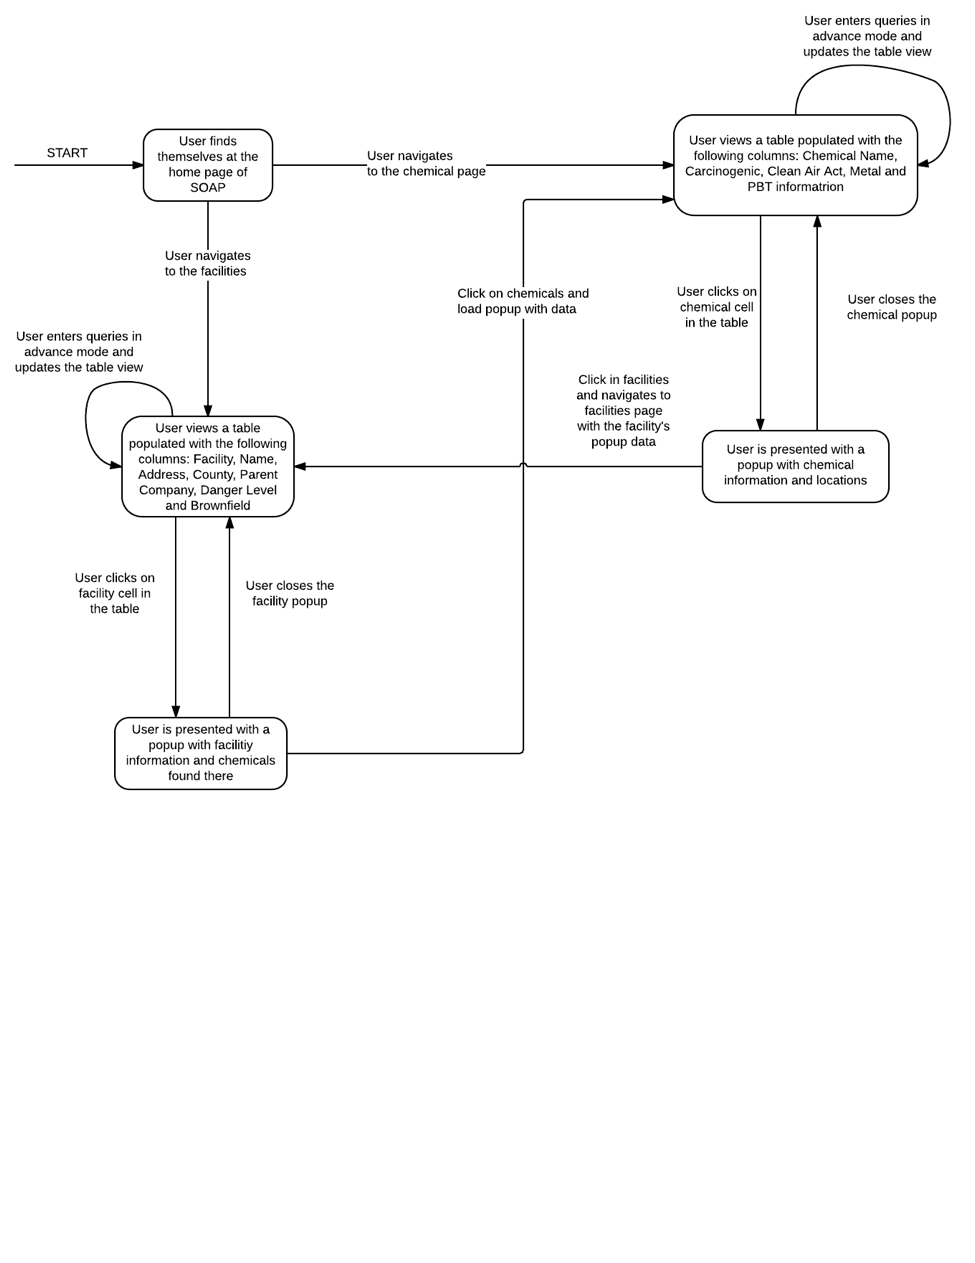 User enters queries in
advance mode and
updates the table view
START
User finds
themselves at the
home page of
SOAP
User navigates
to the chemical page
User views a table populated with the
following columns: Chemical Name,
Carcinogenic, Clean Air Act, Metal and
PBT informatrion
User navigates
to the facilities
Click on chemicals and
load popup with data
User clicks on
chemical cell
in the table
User closes the
chemical popup
User enters queries in
advance mode and
updates the table view
Click in facilities
and navigates to
facilities page
with the facility's
popup data
User views a table
populated with the following
columns: Facility, Name,
Address, County, Parent
Company, Danger Level
and Brownfield
User is presented with a
popup with chemical
information and locations
User clicks on
facility cell in
the table
User closes the
facility popup
User is presented with a
popup with facilitiy
information and chemicals
found there